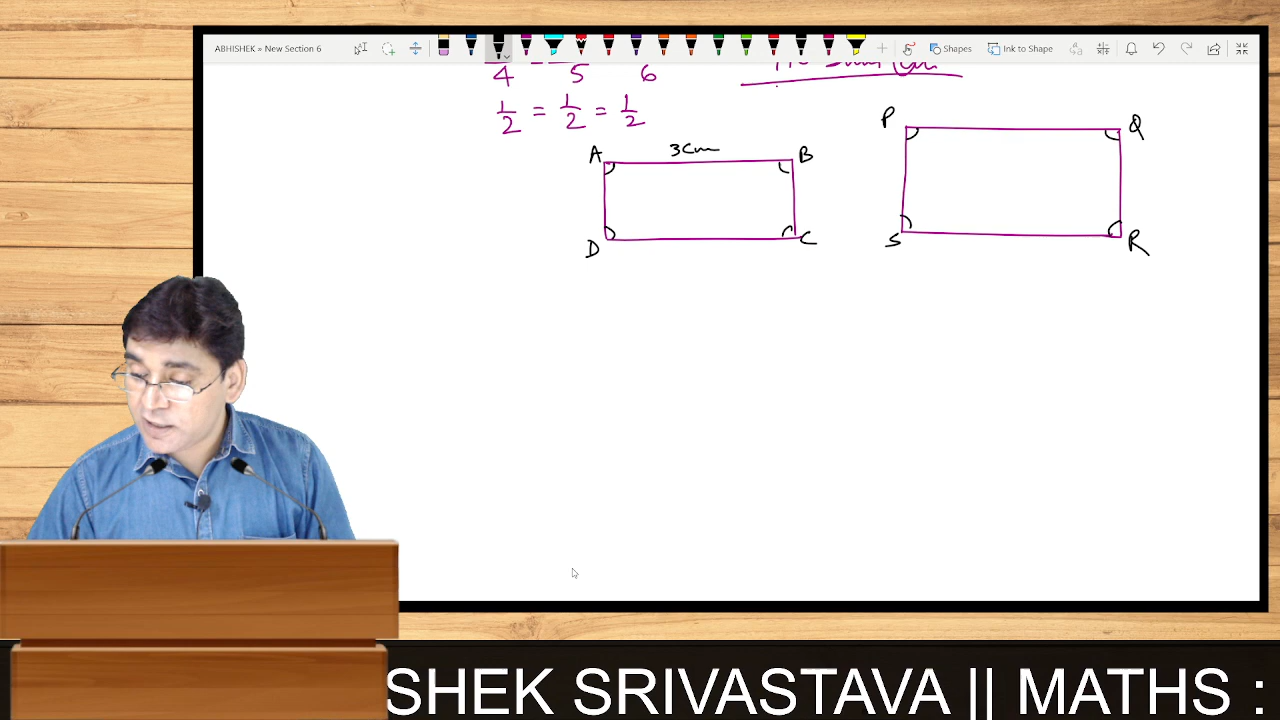 ABHISHEK » New Section 6
Shapes
Ink to Shape
4 5 6
1/2 = 1/2 = 1/2
A 3cm B
D C
P Q
S R
SHEK SRIVASTAVA || MATHS :